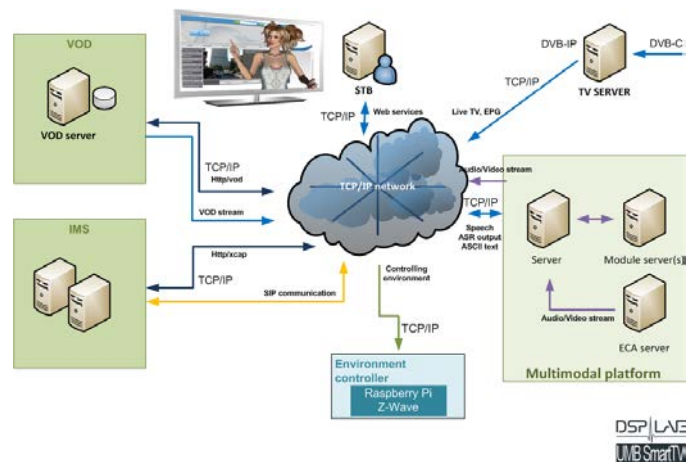 VOD
VOD server
TCP/IP
Http/vod
VOD stream
IMS
Http/xcap
TCP/IP
SIP communication
STB
TCP/IP
Web services
TCP/IP network
DVB-IP
DVB-C
TCP/IP
TV SERVER
Live TV, EPG
Audio/Video stream
TCP/IP
Speech
ASR output
ASCII text
Server
Module server(s)
Audio/Video stream
ECA server
Multimodal platform
Controlling
environment
TCP/IP
Environment
controller
Raspberry Pi
Z-Wave
DSP LAB
UMB SmartTV